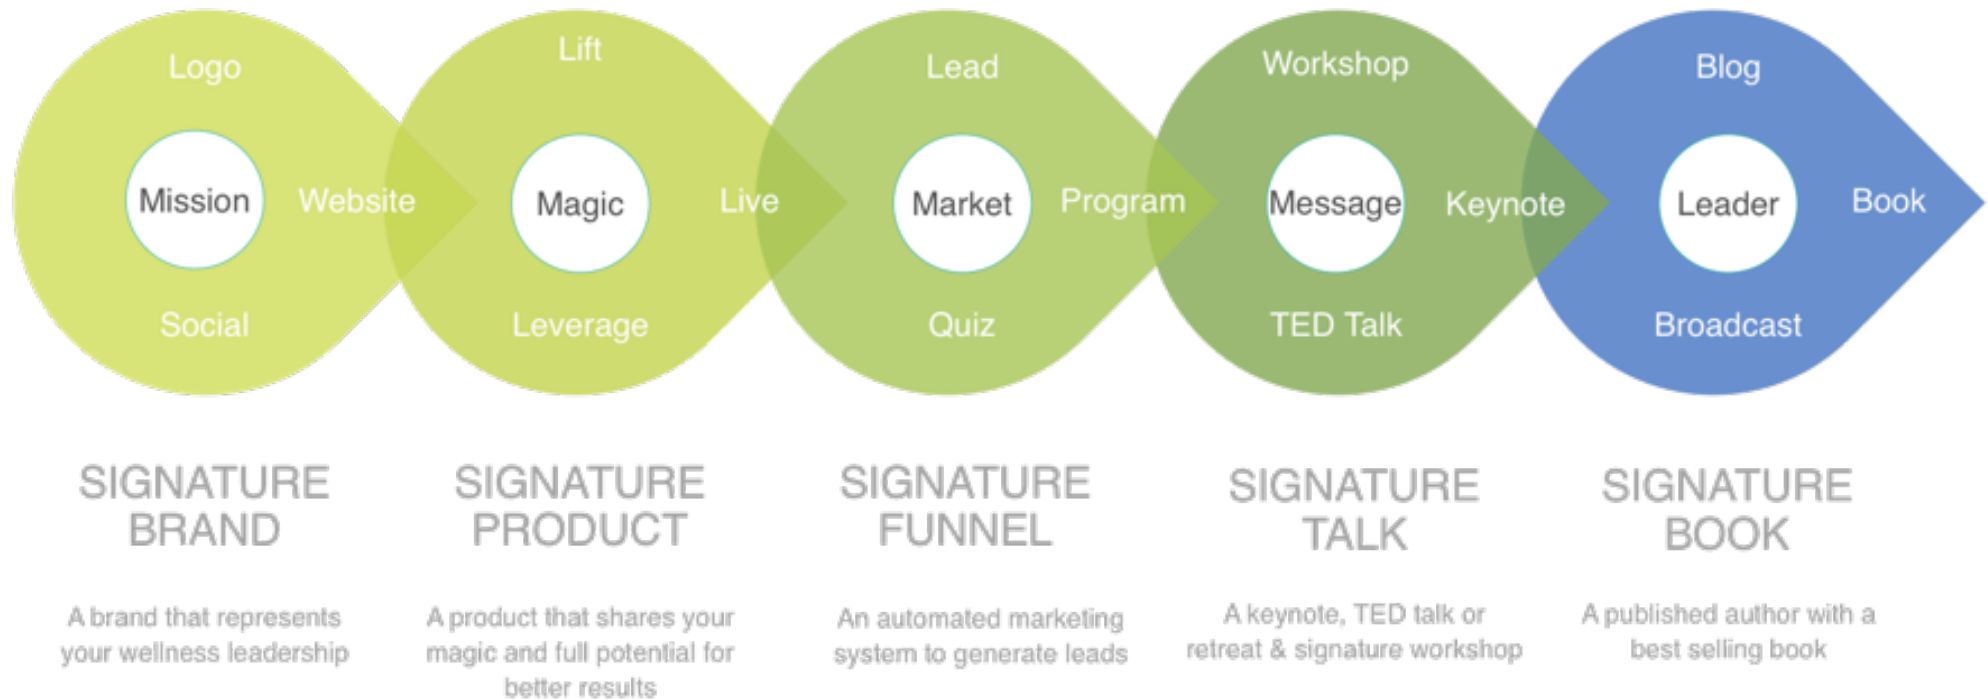 Logo
Mission
Website
Social
Lift
Magic
Live
Leverage
Lead
Market
Program
Quiz
Workshop
Message
Keynote
TED Talk
Blog
Leader
Book
Broadcast
SIGNATURE
BRAND
A brand that represents
your wellness leadership
SIGNATURE
PRODUCT
A product that shares your
magic and full potential for
better results
SIGNATURE
FUNNEL
An automated marketing
system to generate leads
SIGNATURE
TALK
A keynote, TED talk or
retreat & signature workshop
SIGNATURE
BOOK
A published author with a
best selling book